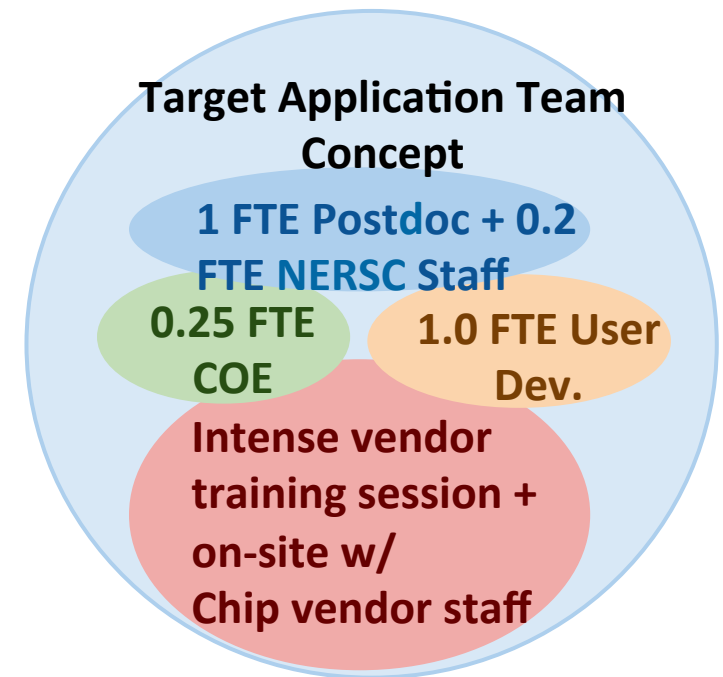 Target Application Team
Concept
1 FTE Postdoc + 0.2
FTE NERSC Staff
0.25 FTE
COE
1.0 FTE User
Dev.
Intense vendor
training session +
on-site w/
Chip vendor staff